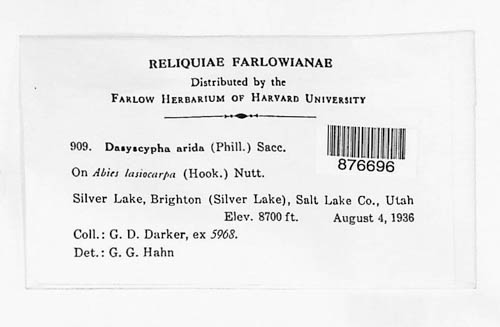 RELIQUIAE FARLOWIANAE
Distributed by the
FARLOW HERBARIUM OF HARVARD UNIVERSITY
909. Dasyscypha arida (Phill.) Sacc.
876696
On Abies lasiocarpa (Hook.) Nutt.
Silver Lake, Brighton (Silver Lake), Salt Lake Co., Utah
Elev. 8700 ft. August 4, 1936
Coll.: G. D. Darker, ex 5968.
Det.: G. G. Hahn